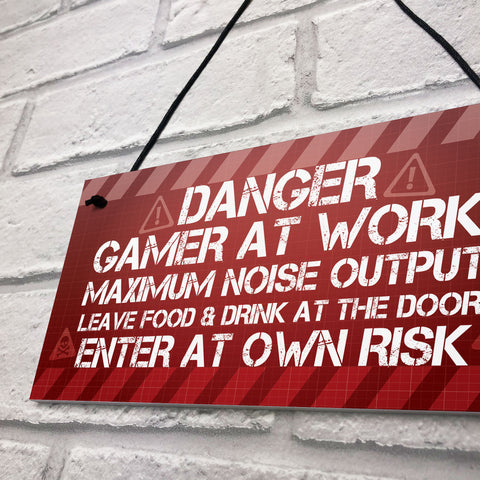 DANGER
GAMER AT WORK
MAXIMUM NOISE OUTPUT
LEAVE FOOD & DRINK AT THE DOOR
ENTER AT OWN RISK